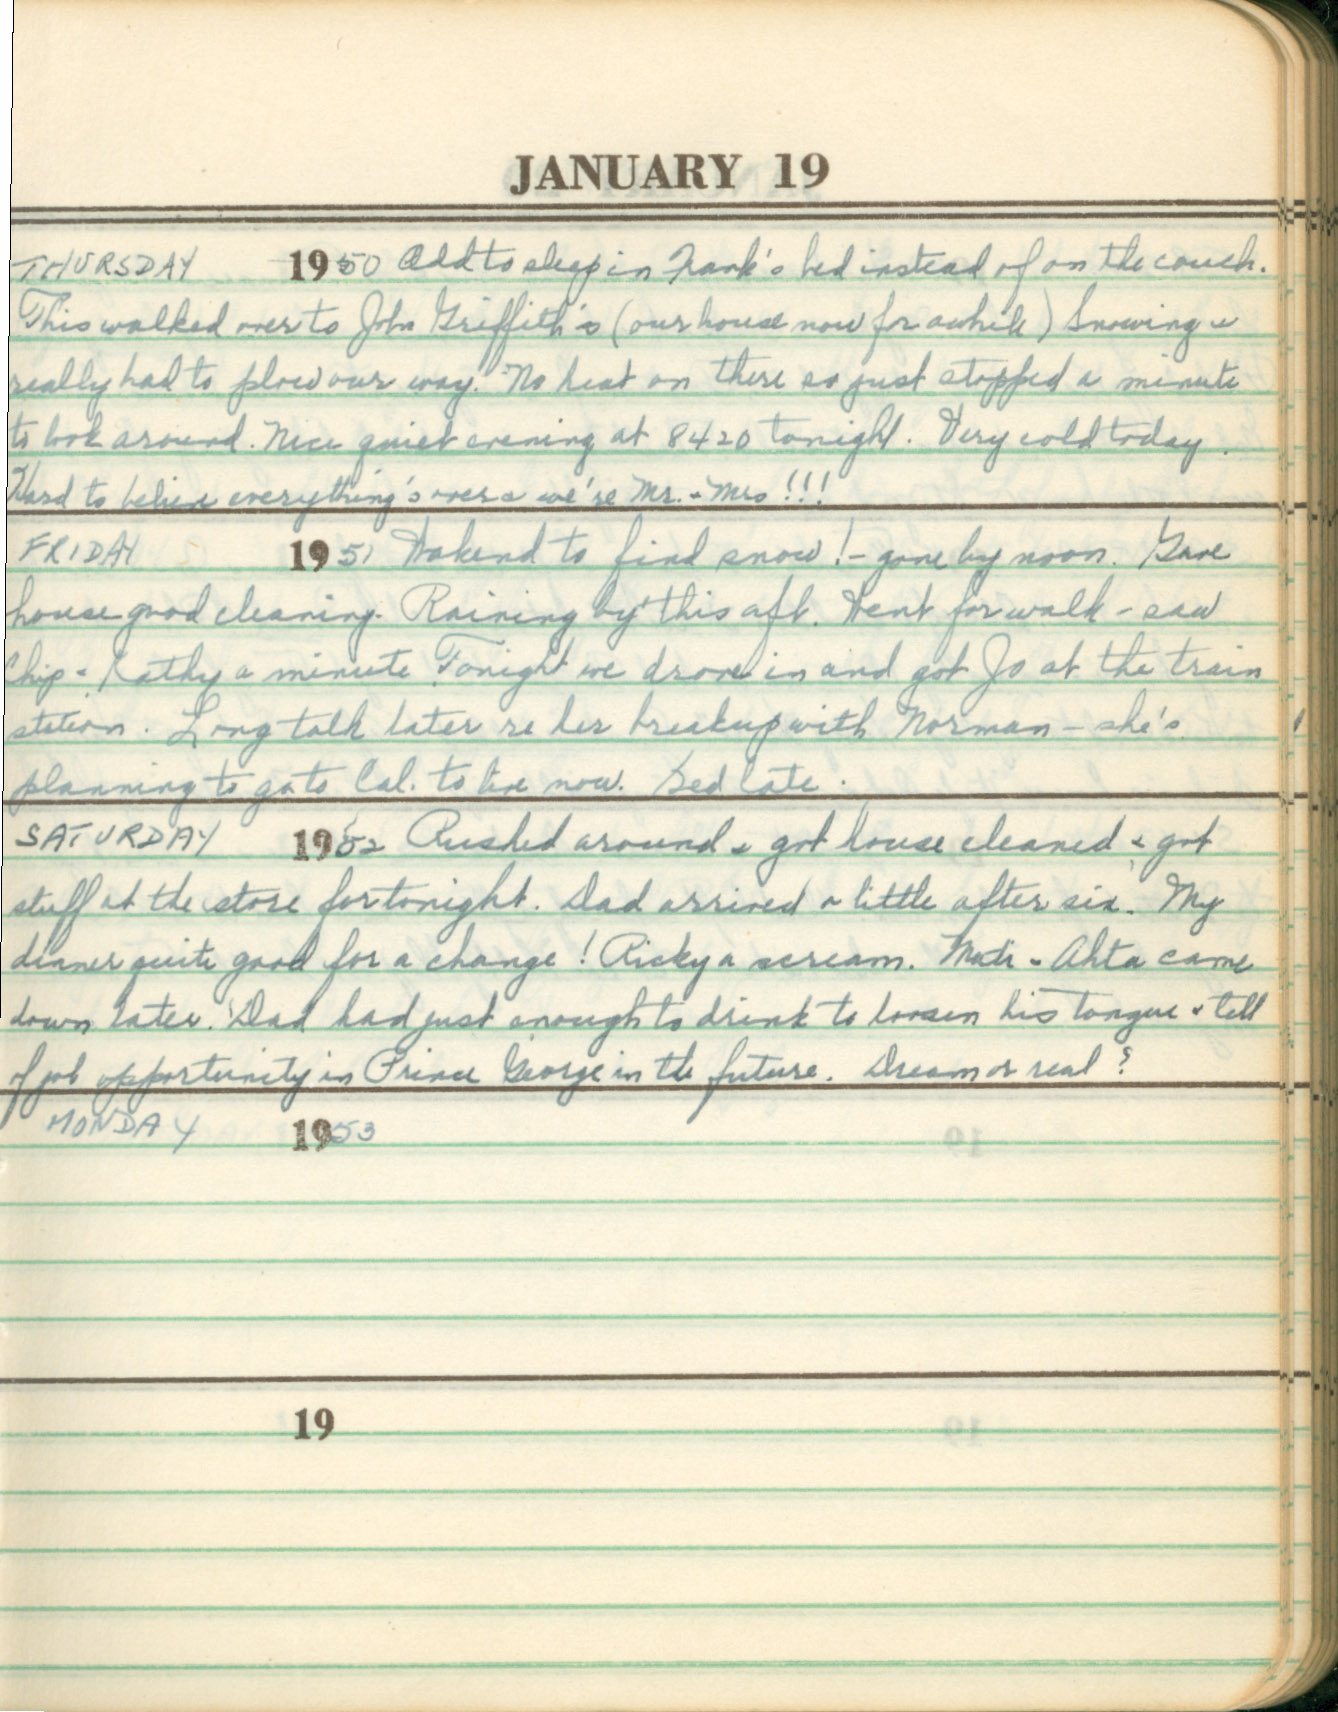 JANUARY 19
THURSDAY 1950 Odd to sleep in Frank's bed instead of on the couch.
This walked over to John Griffith's (our house now for awhile) Snowing &
really had to plow our way. No heat on there so just stopped a minute
to look around. Nice quiet evening at 8420 tonight. Very cold today.
Hard to believe everything's over & we're Mr. & Mrs!!!
FRIDAY 1951 Wakend to find snow! - gone by noon. Gave
house good cleaning. Raining by this aft. Went for walk - saw
Chip & Kathy a minute Tonight we drove in and got Jo at the train
station. Long talk later re her breakup with Norman - she's
planning to go to Cal. to live now. Bed late.
SATURDAY 1952 Rushed around & got house cleaned & got
stuff at the store for tonight. Dad arrived a little after six. My
dinner quite good for a change! Ricky a scream. & came
down later. Dad had just enough to drink to loosen his tongue & tell
of job opportunity in Prince George in the future. Dream or real?
MONDAY 1953
19